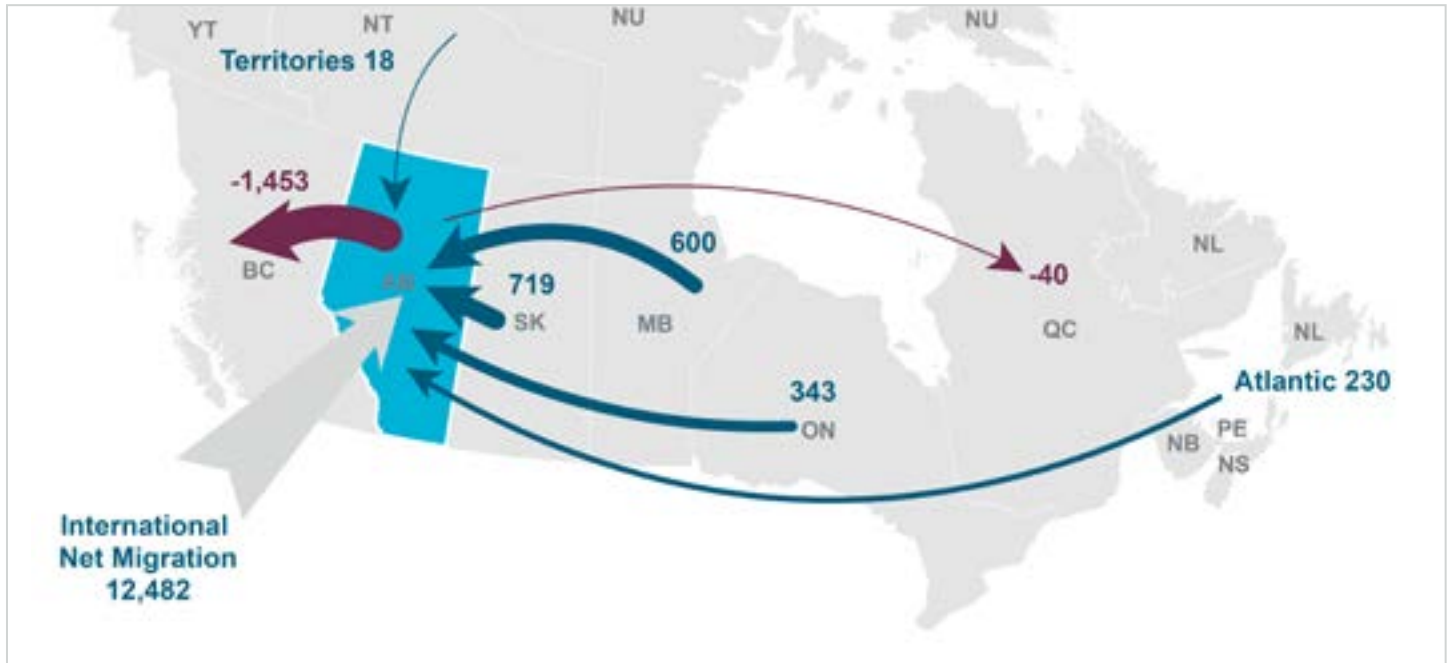 YT
NT
NU
NU
Territories 18
-1,453
BC
AB
600
719
SK
MB
-40
QC
NL
NL
Atlantic 230
343
ON
NB
PE
NS
International
Net Migration
12,482